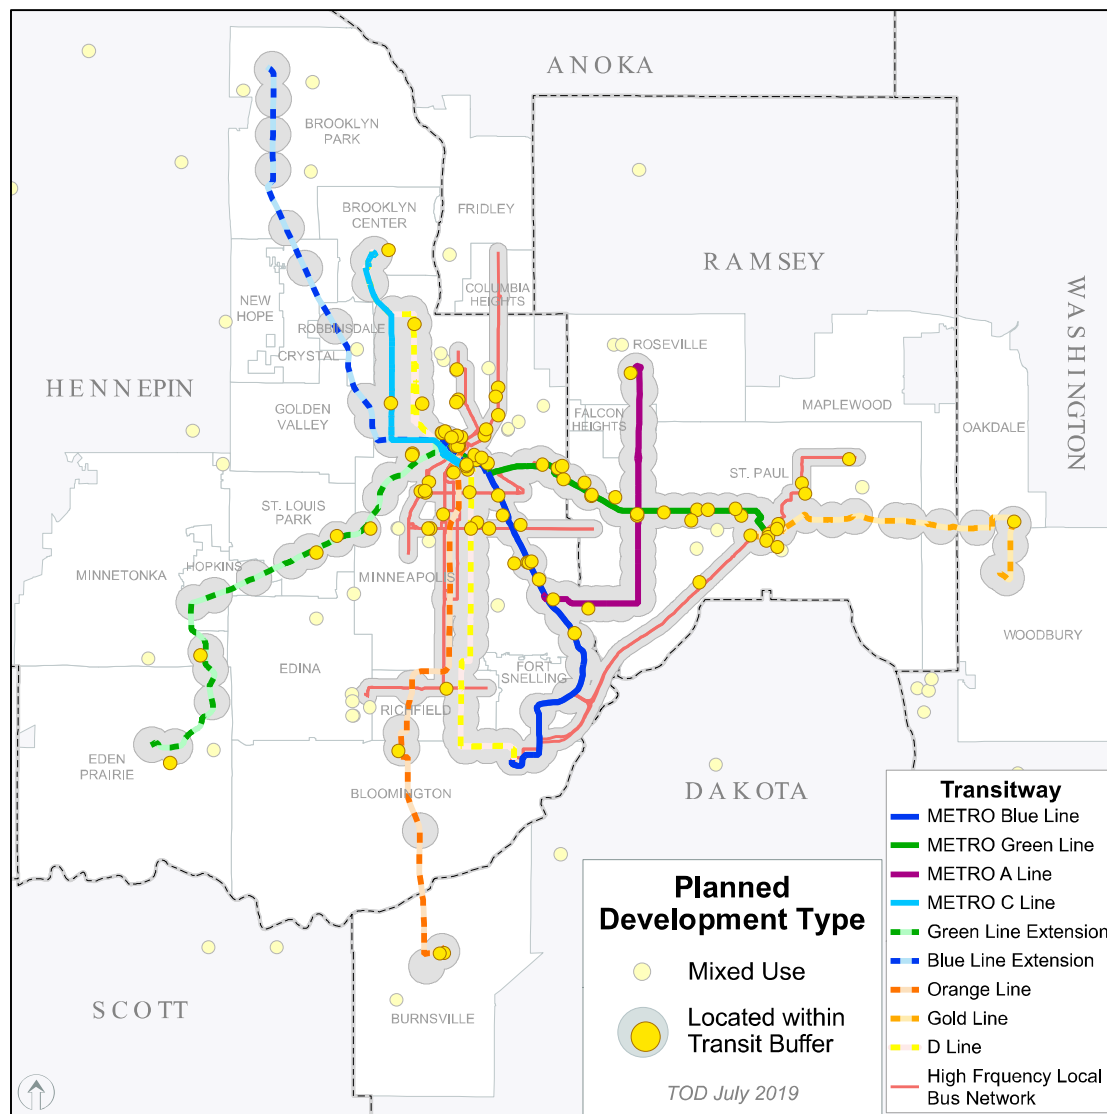 ANOKA
BROOKLYN
PARK
BROOKLYN
CENTER
FRIDLEY
RAMSEY
WASHINGTON
COLUMBIA
HEIGHTS
NEW
HOPE
ROBBINSDALE
CRYSTAL
ROSEVILLE
HENNEPIN
GOLDEN
VALLEY
FALCON
HEIGHTS
MAPLEWOOD
OAKDALE
ST. PAUL
ST. LOUIS
PARK
HOPKINS
MINNETONKA
MINNEAPOLIS
WOODBURY
EDINA
FORT
SNELLING
RICHFIELD
EDEN
PRAIRIE
BLOOMINGTON
DAKOTA
SCOTT
BURNSVILLE
Planned
Development Type
Mixed Use
Located within
Transit Buffer
TOD July 2019
Transitway
METRO Blue Line
METRO Green Line
METRO A Line
METRO C Line
Green Line Extension
Blue Line Extension
Orange Line
Gold Line
D Line
High Frquency Local
Bus Network